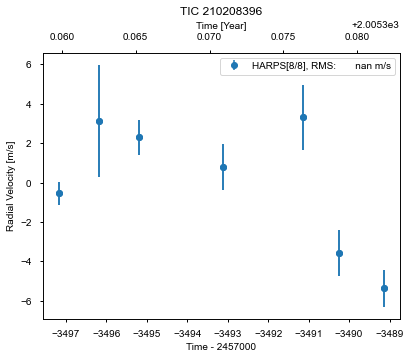 TIC 210208396
Time [Year]
+2.0053e3
0.060 0.065 0.070 0.075 0.080
HARPS[8/8], RMS: nan m/s
6
4
2
0
−2
−4
−6
Radial Velocity [m/s]
−3497 −3496 −3495 −3494 −3493 −3492 −3491 −3490 −3489
Time - 2457000